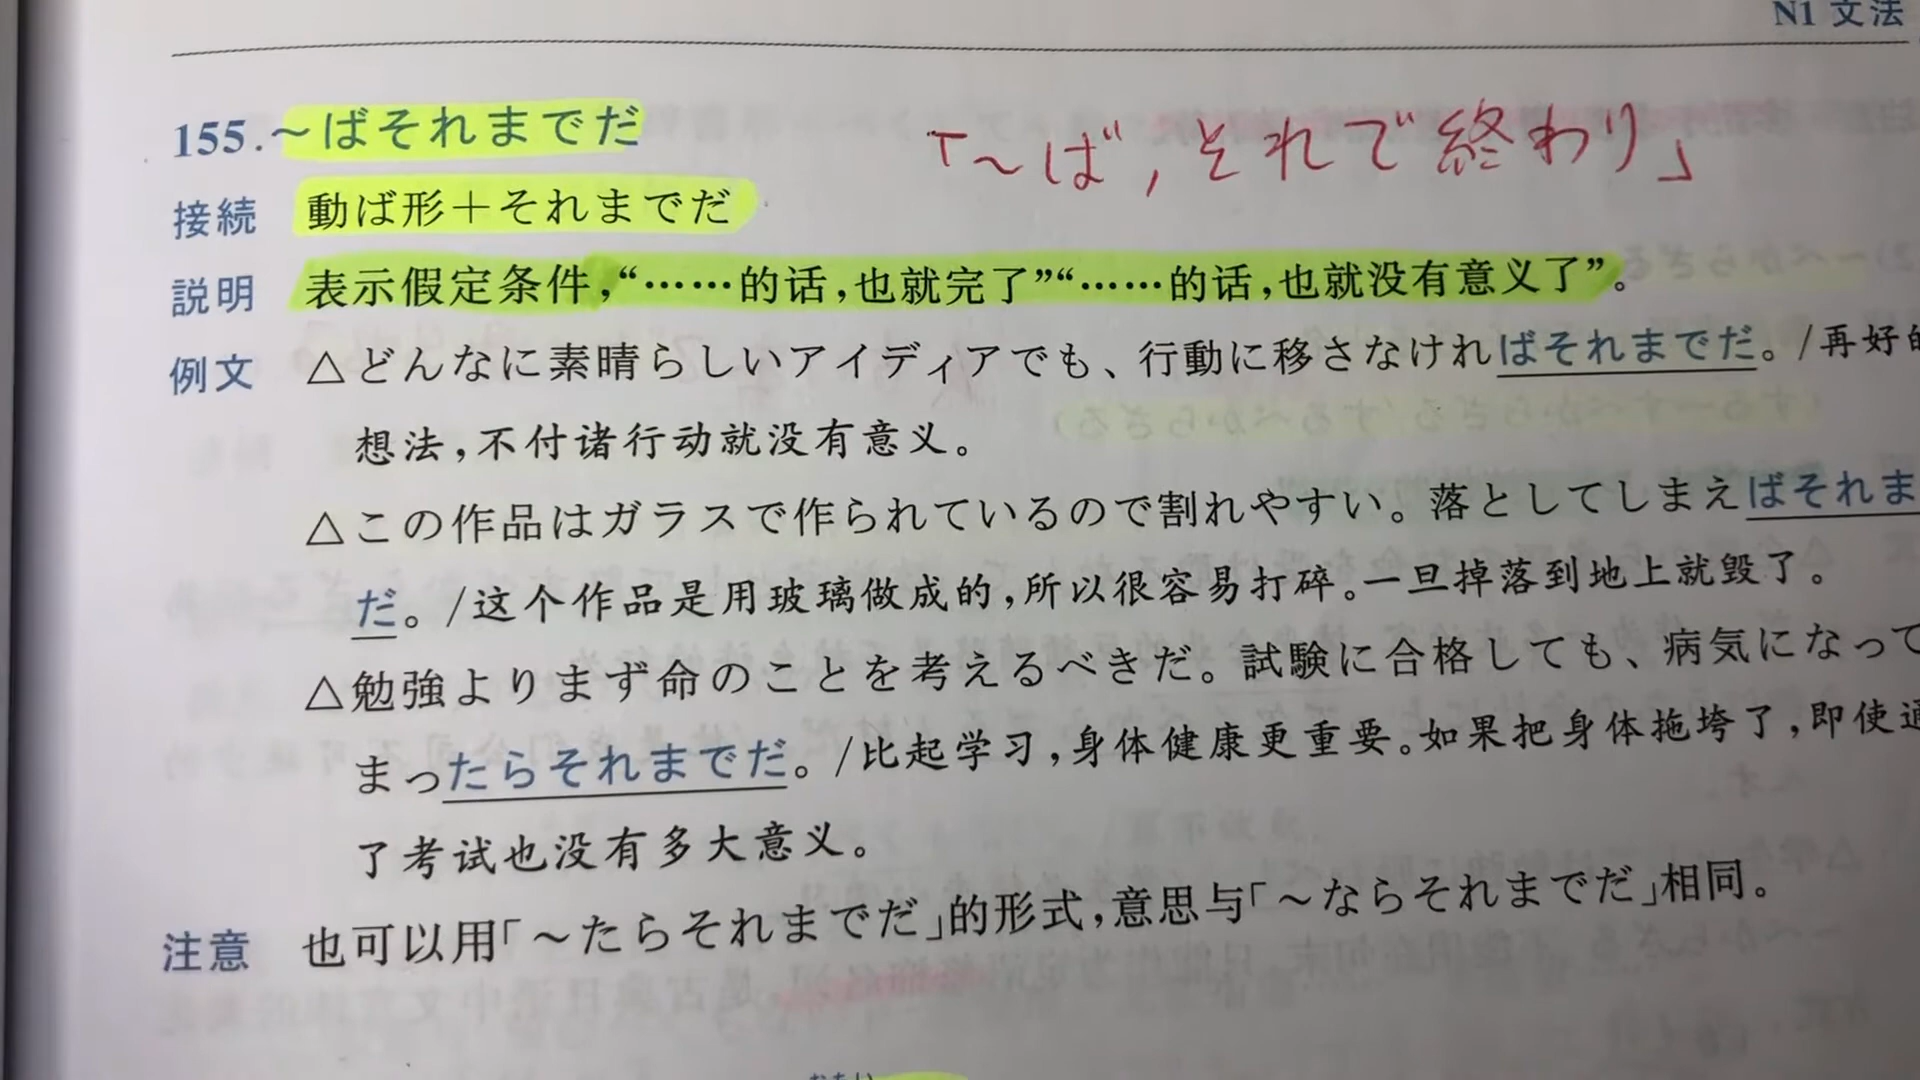 N1 文法
155.～ばそれまでだ
「～ば,それで終わり」
接続 動ば形＋それまでだ
説明 表示假定条件,“……的话,也就完了”“……的话,也就没有意义了”。
例文 △どんなに素晴らしいアイディアでも、行動に移さなければそれまでだ。/再好的
想法,不付诸行动就没有意义。
△この作品はガラスで作られているので割れやすい。落としてしまえばそれま
だ。/这个作品是用玻璃做成的,所以很容易打碎。一旦掉落到地上就毁了。
△勉強よりまず命のことを考えるべきだ。試験に合格しても、病気になって
まったらそれまでだ。/比起学习,身体健康更重要。如果把身体拖垮了,即使通
了考试也没有多大意义。
注意 也可以用「～たらそれまでだ」的形式,意思与「～ならそれまでだ」相同。